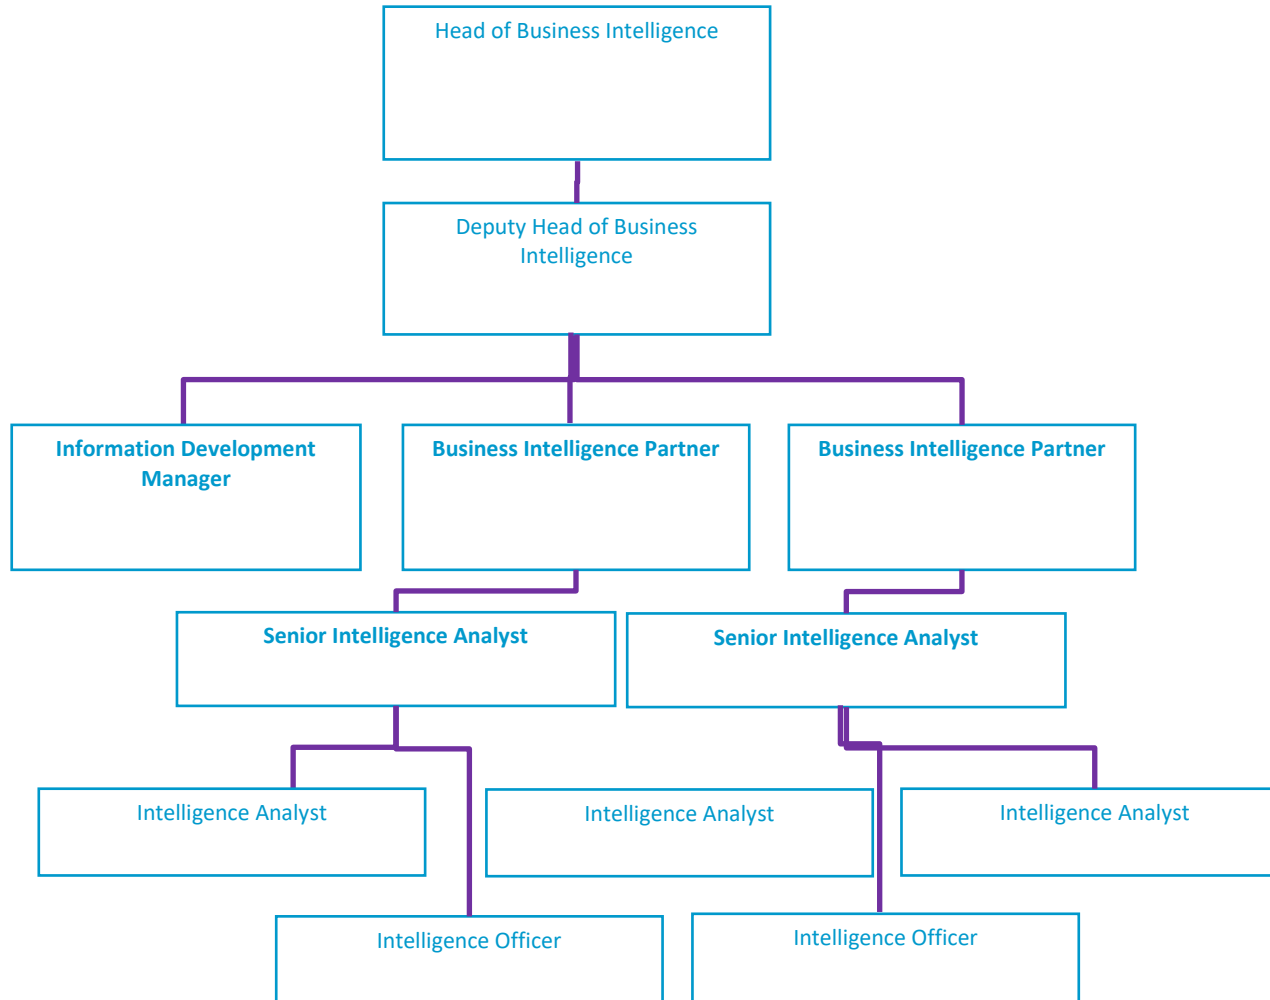 Head of Business Intelligence
Deputy Head of Business
Intelligence
Information Development
Manager
Business Intelligence Partner
Business Intelligence Partner
Senior Intelligence Analyst
Senior Intelligence Analyst
Intelligence Analyst
Intelligence Analyst
Intelligence Analyst
Intelligence Officer
Intelligence Officer